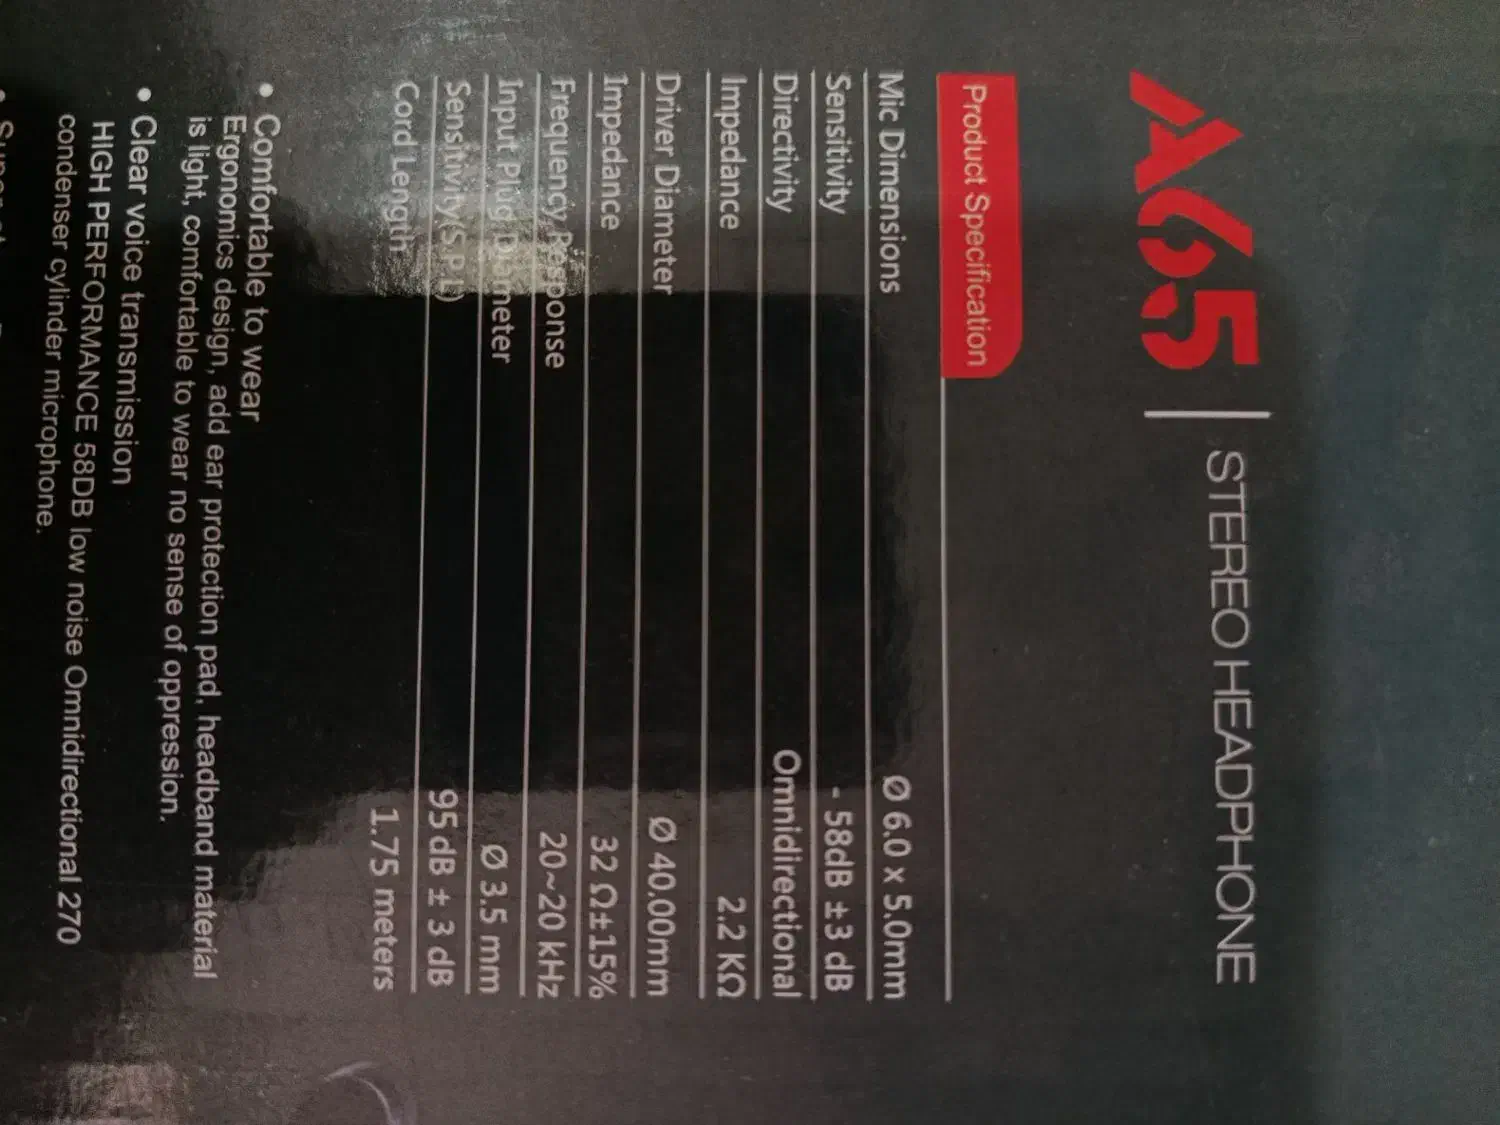 A65 | STEREO HEADPHONE
Product Specification
Mic Dimensions Ø 6.0 x 5.0mm
Sensitivity - 58dB ±3 dB
Directivity Omnidirectional
Impedance 2.2 KΩ
Driver Diameter Ø 40.00mm
Impedance 32 Ω±15%
Frequency Response 20~20 kHz
Input Plug Diameter Ø 3.5 mm
Sensitivity(S.P.L) 95dB ± 3 dB
Cord Length 1.75 meters
• Comfortable to wear
Ergonomics design, add ear protection pad, headband material
is light, comfortable to wear no sense of oppression.
• Clear voice transmission
HIGH PERFORMANCE 58DB low noise Omnidirectional 270
condenser cylinder microphone.